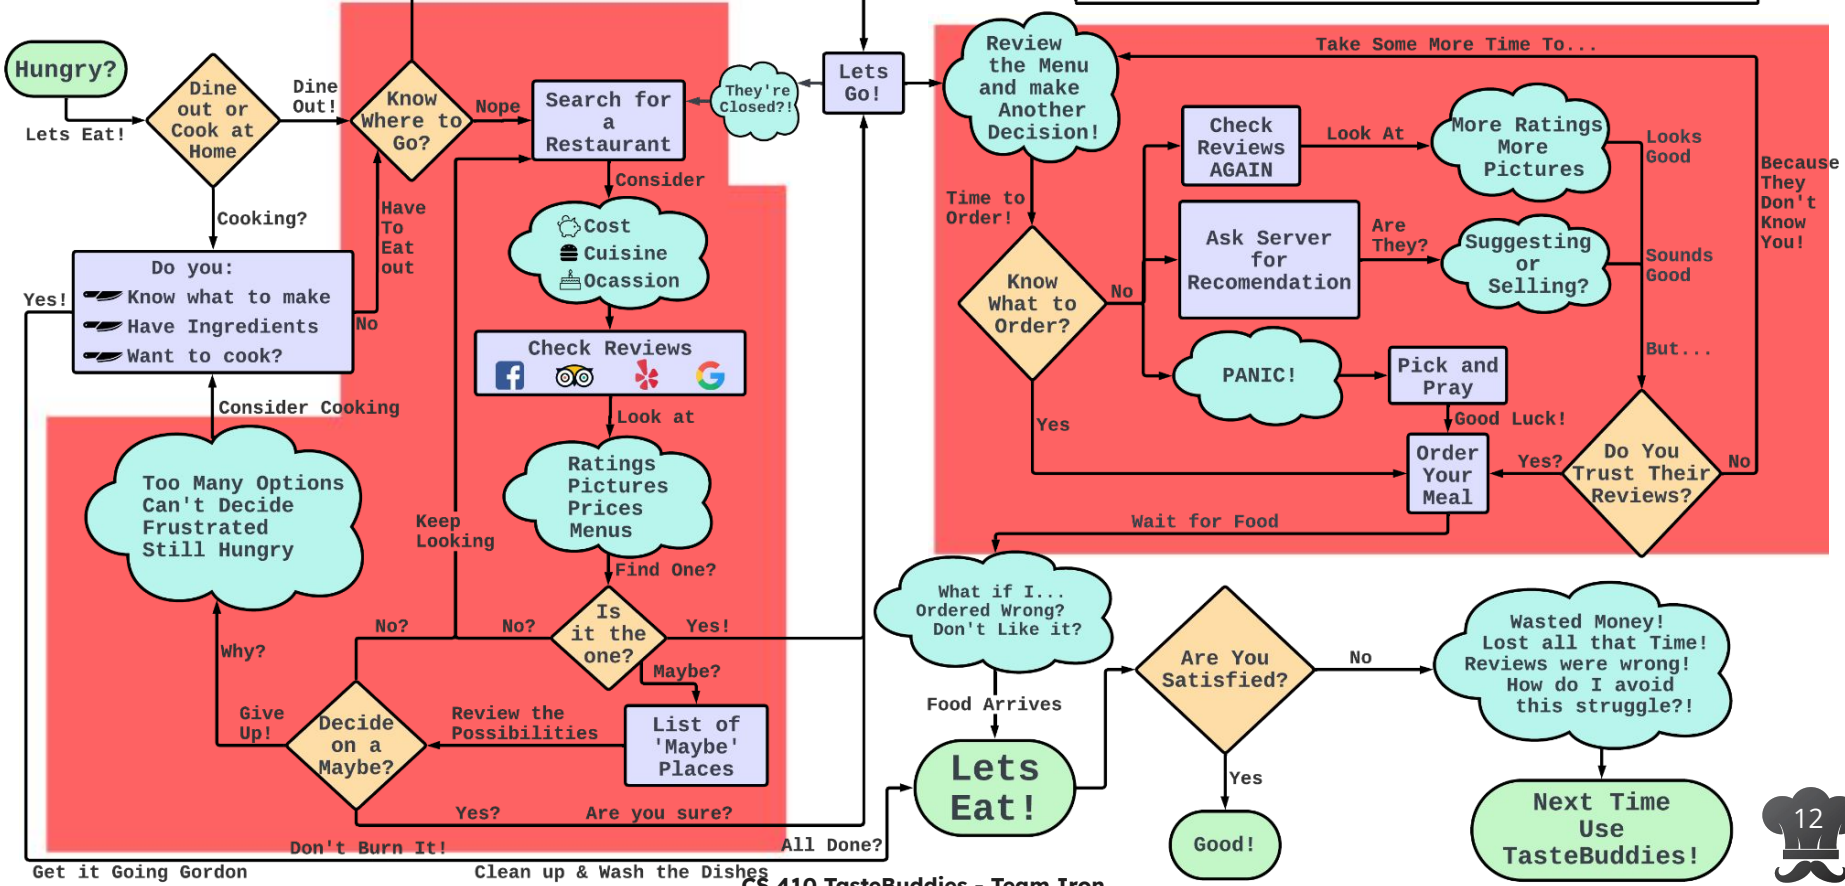 Hungry?
Lets Eat!
Dine
out or
Cook at
Home
Dine
Out!
Cooking?
Know
Where to
Go?
Nope
Have
To
Eat
out
Do you:
Know what to make
Have Ingredients
Want to cook?
Yes!
No
Search for
a
Restaurant
They're
Closed?!
Lets
Go!
Consider
Cost
Cuisine
Ocassion
Check Reviews
Look at
Ratings
Pictures
Prices
Menus
Find One?
Is
it the
one?
No?
Yes!
Maybe?
List of
'Maybe'
Places
Review the
Possibilities
Decide
on a
Maybe?
No?
Keep
Looking
Give
Up!
Why?
Too Many Options
Can't Decide
Frustrated
Still Hungry
Consider Cooking
Yes?
Are you sure?
Don't Burn It!
Get it Going Gordon
Clean up & Wash the Dishes
All Done?
Review
the Menu
and make
Another
Decision!
Take Some More Time To...
Time to
Order!
Know
What to
Order?
No
Yes
Check
Reviews
AGAIN
Look At
More Ratings
More
Pictures
Looks
Good
Ask Server
for
Recomendation
Are
They?
Suggesting
or
Selling?
Sounds
Good
PANIC!
Pick and
Pray
Good Luck!
But...
Because
They
Don't
Know
You!
Do You
Trust Their
Reviews?
No
Yes?
Order
Your
Meal
Wait for Food
What if I...
Ordered Wrong?
Don't Like it?
Food Arrives
Lets
Eat!
Are You
Satisfied?
Yes
Good!
No
Wasted Money!
Lost all that Time!
Reviews were wrong!
How do I avoid
this struggle?!
Next Time
Use
TasteBuddies!
12
CS 410 TasteBuddies - Team Iron